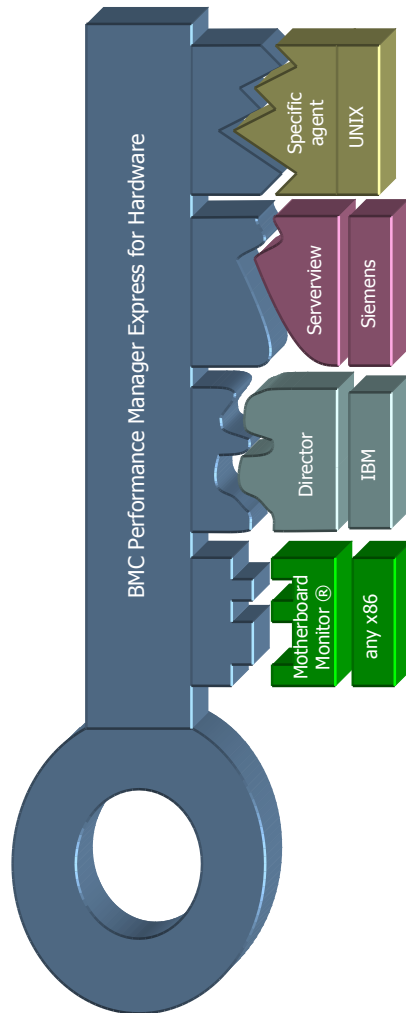 BMC Performance Manager Express for Hardware
Motherboard
Monitor ®
any x86
Director
IBM
Serverview
Siemens
Specific
agent
UNIX